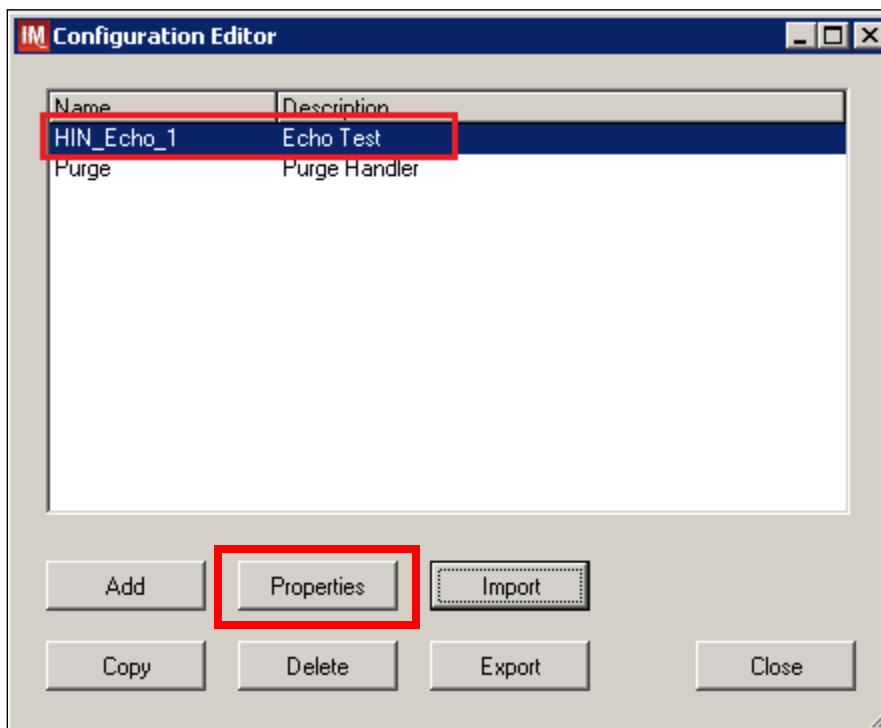 IM Configuration Editor
Name Description
HIN_Echo_1 Echo Test
Purge Purge Handler
Add Properties Import
Copy Delete Export Close